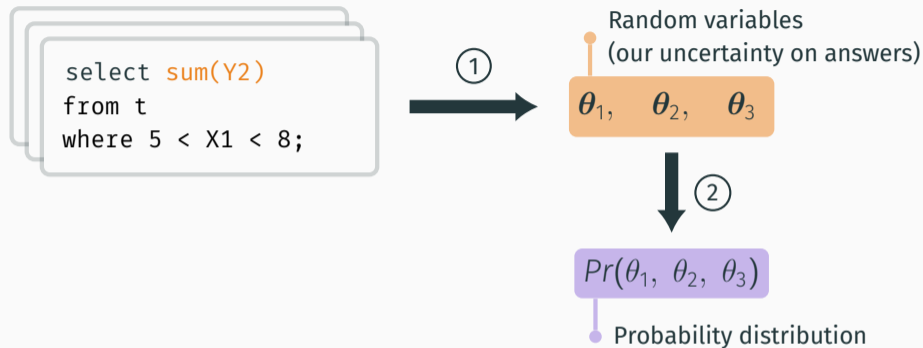 select sum(Y2)
from t
where 5 < X1 < 8;
①
Random variables
(our uncertainty on answers)
θ₁, θ₂, θ₃
②
Pr(θ₁, θ₂, θ₃)
Probability distribution